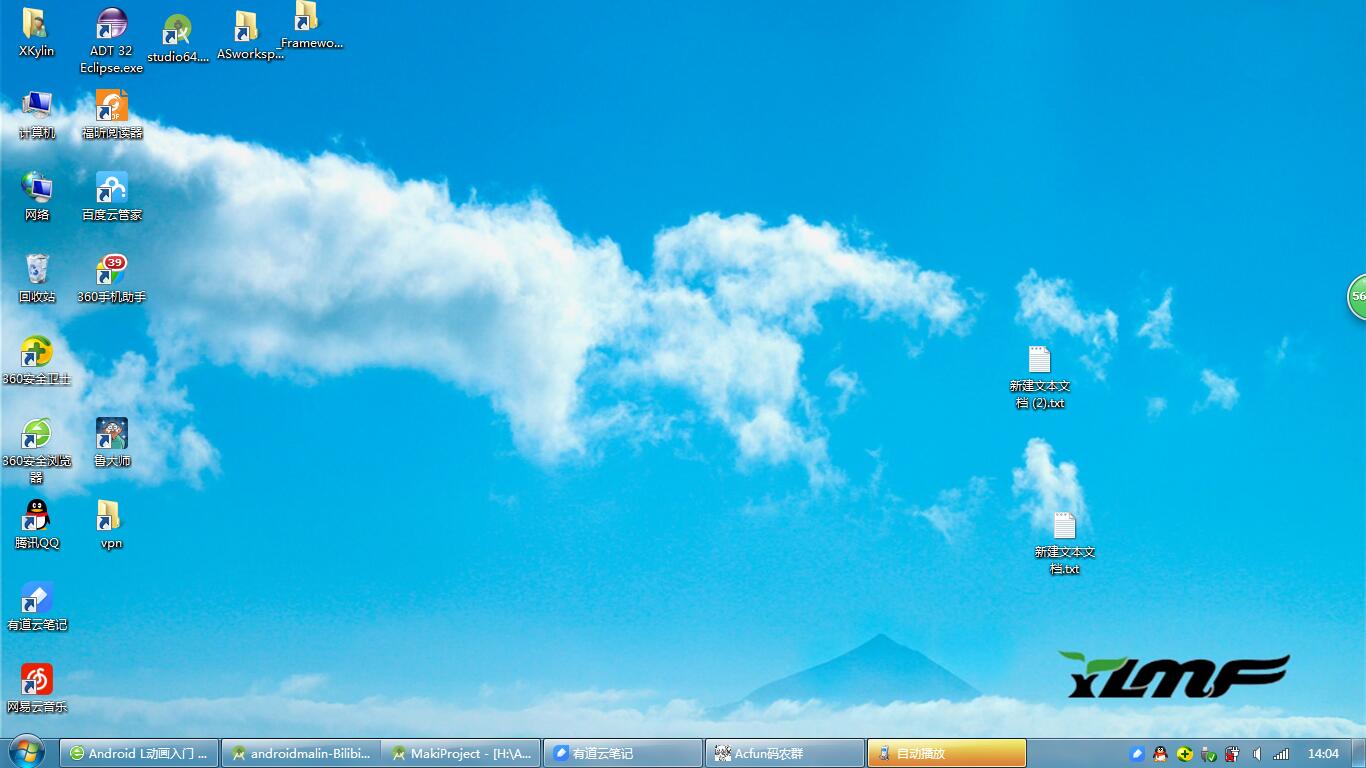 XKylin
ADT 32
Eclipse.exe
studio64....
ASworksp...
_Framewo...
计算机
福昕阅读器
网络
百度云管家
回收站
39
360手机助手
360安全卫士
56
新建文本文
档 (2).txt
360安全浏览
器
鲁大师
腾讯QQ
vpn
新建文本文
档.txt
有道云笔记
网易云音乐
YLMF
Android L动画入门 ...
androidmalin-Bilibi...
MakiProject - [H:\A...
有道云笔记
Acfun码农群
自动播放
14:04